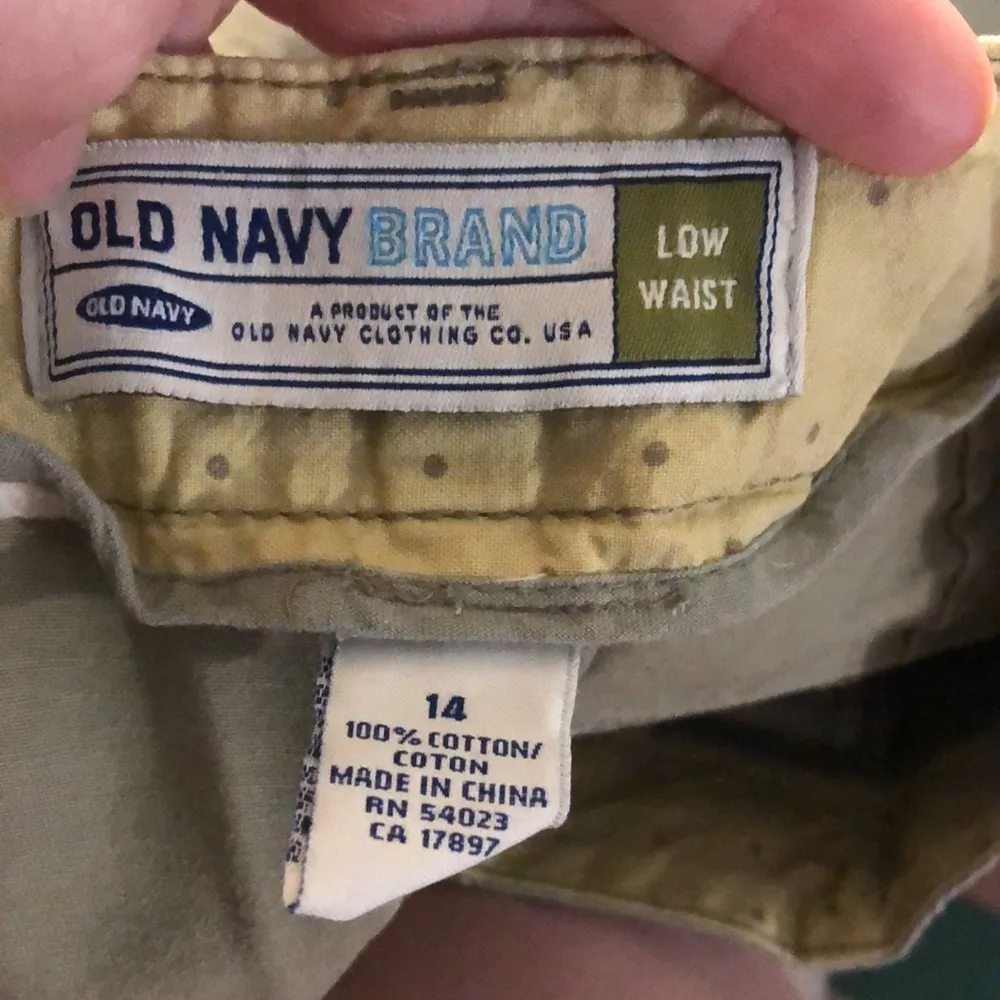 OLD NAVY BRAND
LOW
WAIST
OLD NAVY
A PRODUCT OF THE
OLD NAVY CLOTHING CO. USA
14
100% COTTON/
COTON
MADE IN CHINA
RN 54023
CA 17897